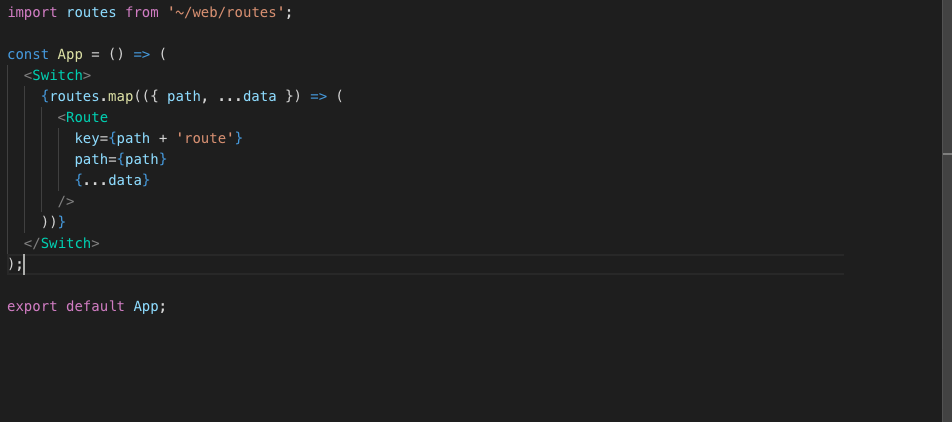 import routes from '~/web/routes';
const App = () => (
<Switch>
{routes.map(({ path, ...data }) => (
<Route
key={path + 'route'}
path={path}
{...data}
/>
))}
</Switch>
);
export default App;